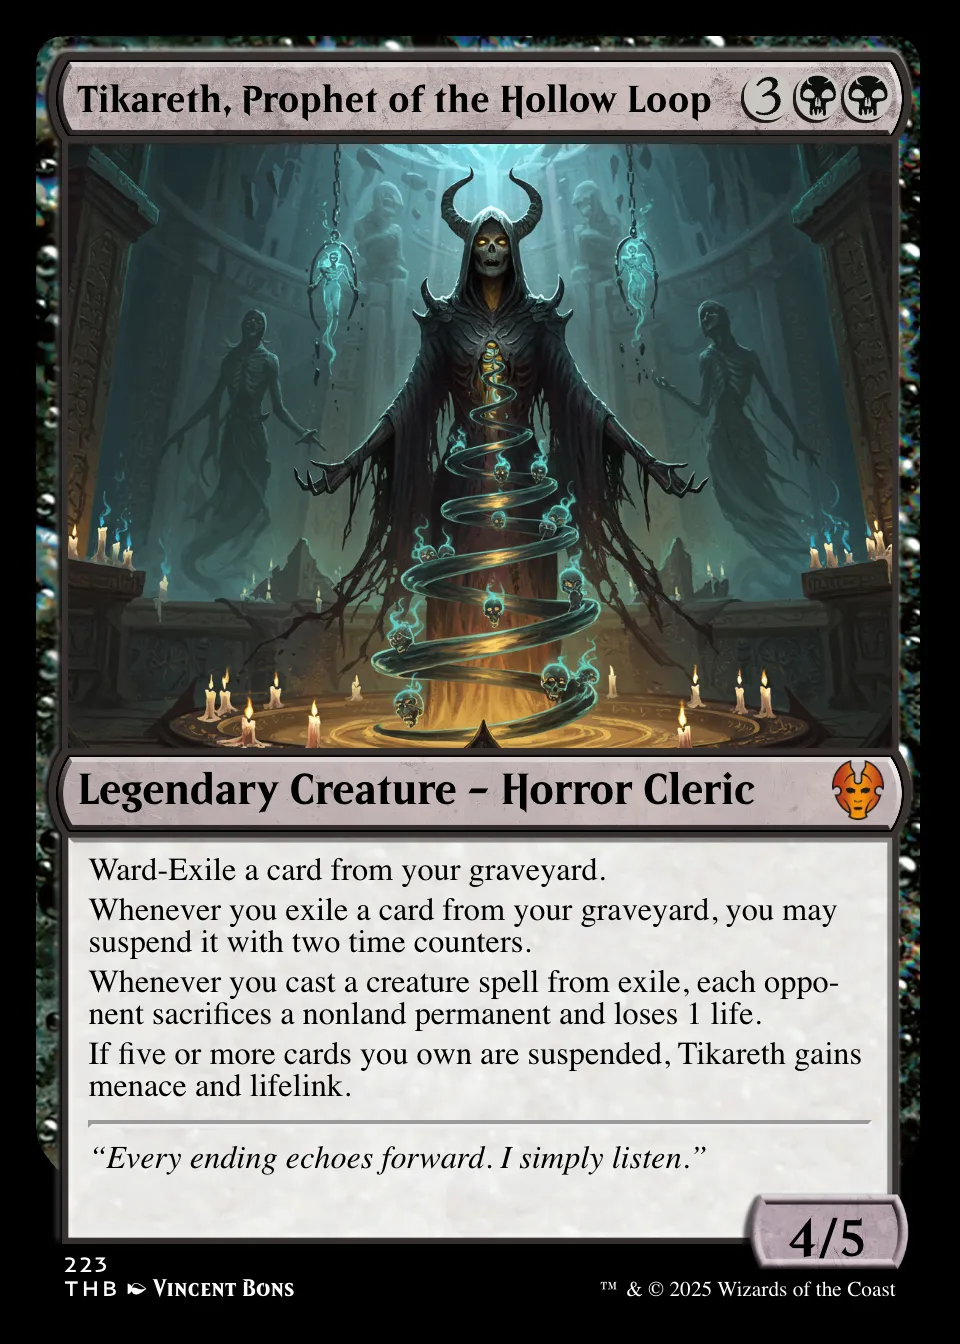 Tikareth, Prophet of the Hollow Loop 3
Legendary Creature – Horror Cleric
Ward-Exile a card from your graveyard.
Whenever you exile a card from your graveyard, you may
suspend it with two time counters.
Whenever you cast a creature spell from exile, each oppo-
nent sacrifices a nonland permanent and loses 1 life.
If five or more cards you own are suspended, Tikareth gains
menace and lifelink.
“Every ending echoes forward. I simply listen.”
4/5
223
THB VINCENT BONS
™ & © 2025 Wizards of the Coast